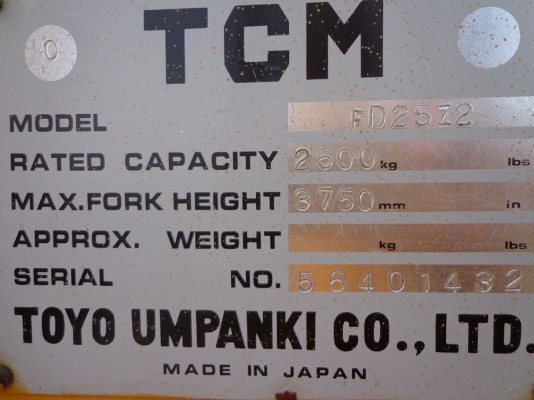 0
TCM
MODEL FD25Z2
RATED CAPACITY 2500 kg lbs
MAX.FORK HEIGHT 3750 mm in
APPROX. WEIGHT kg lbs
SERIAL NO. 56401432
TOYO UMPANKI CO., LTD.
MADE IN JAPAN